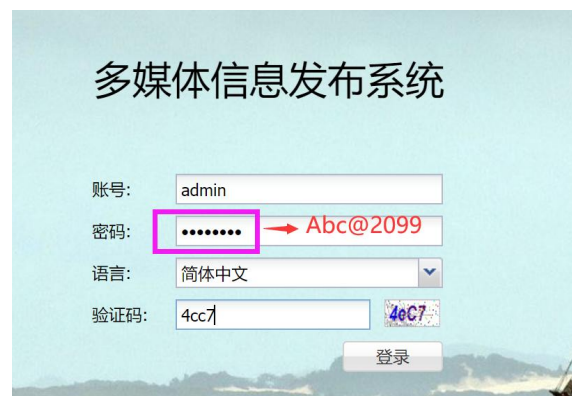 多媒体信息发布系统
账号: admin
密码: •••••••• Abc@2099
语言: 简体中文
验证码: 4cc7 4cC7
登录